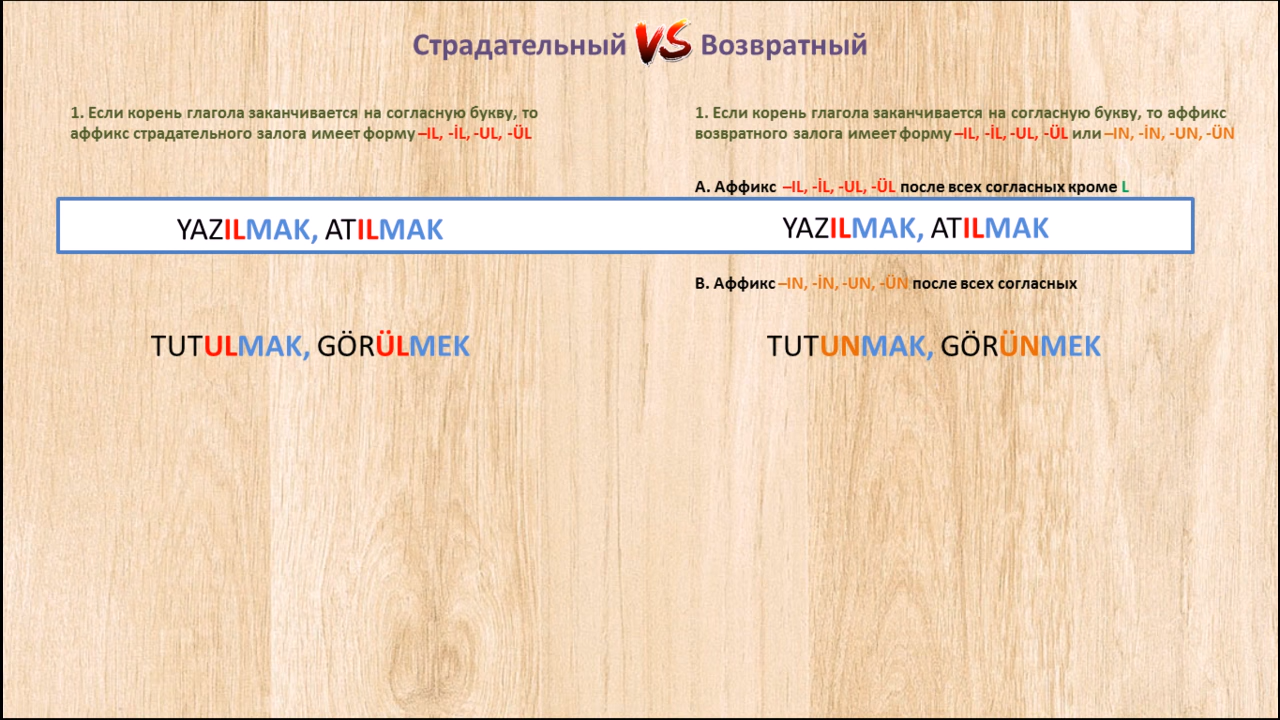 Страдательный VS Возвратный
1. Если корень глагола заканчивается на согласную букву, то
аффикс страдательного залога имеет форму –IL, -İL, -UL, -ÜL
1. Если корень глагола заканчивается на согласную букву, то аффикс
возвратного залога имеет форму –IL, -İL, -UL, -ÜL или –IN, -İN, -UN, -ÜN
А. Аффикс –IL, -İL, -UL, -ÜL после всех согласных кроме L
YAZILMAK, ATILMAK
YAZILMAK, ATILMAK
В. Аффикс –IN, -İN, -UN, -ÜN после всех согласных
TUTULMAK, GÖRÜLMEK
TUTUNMAK, GÖRÜNMEK